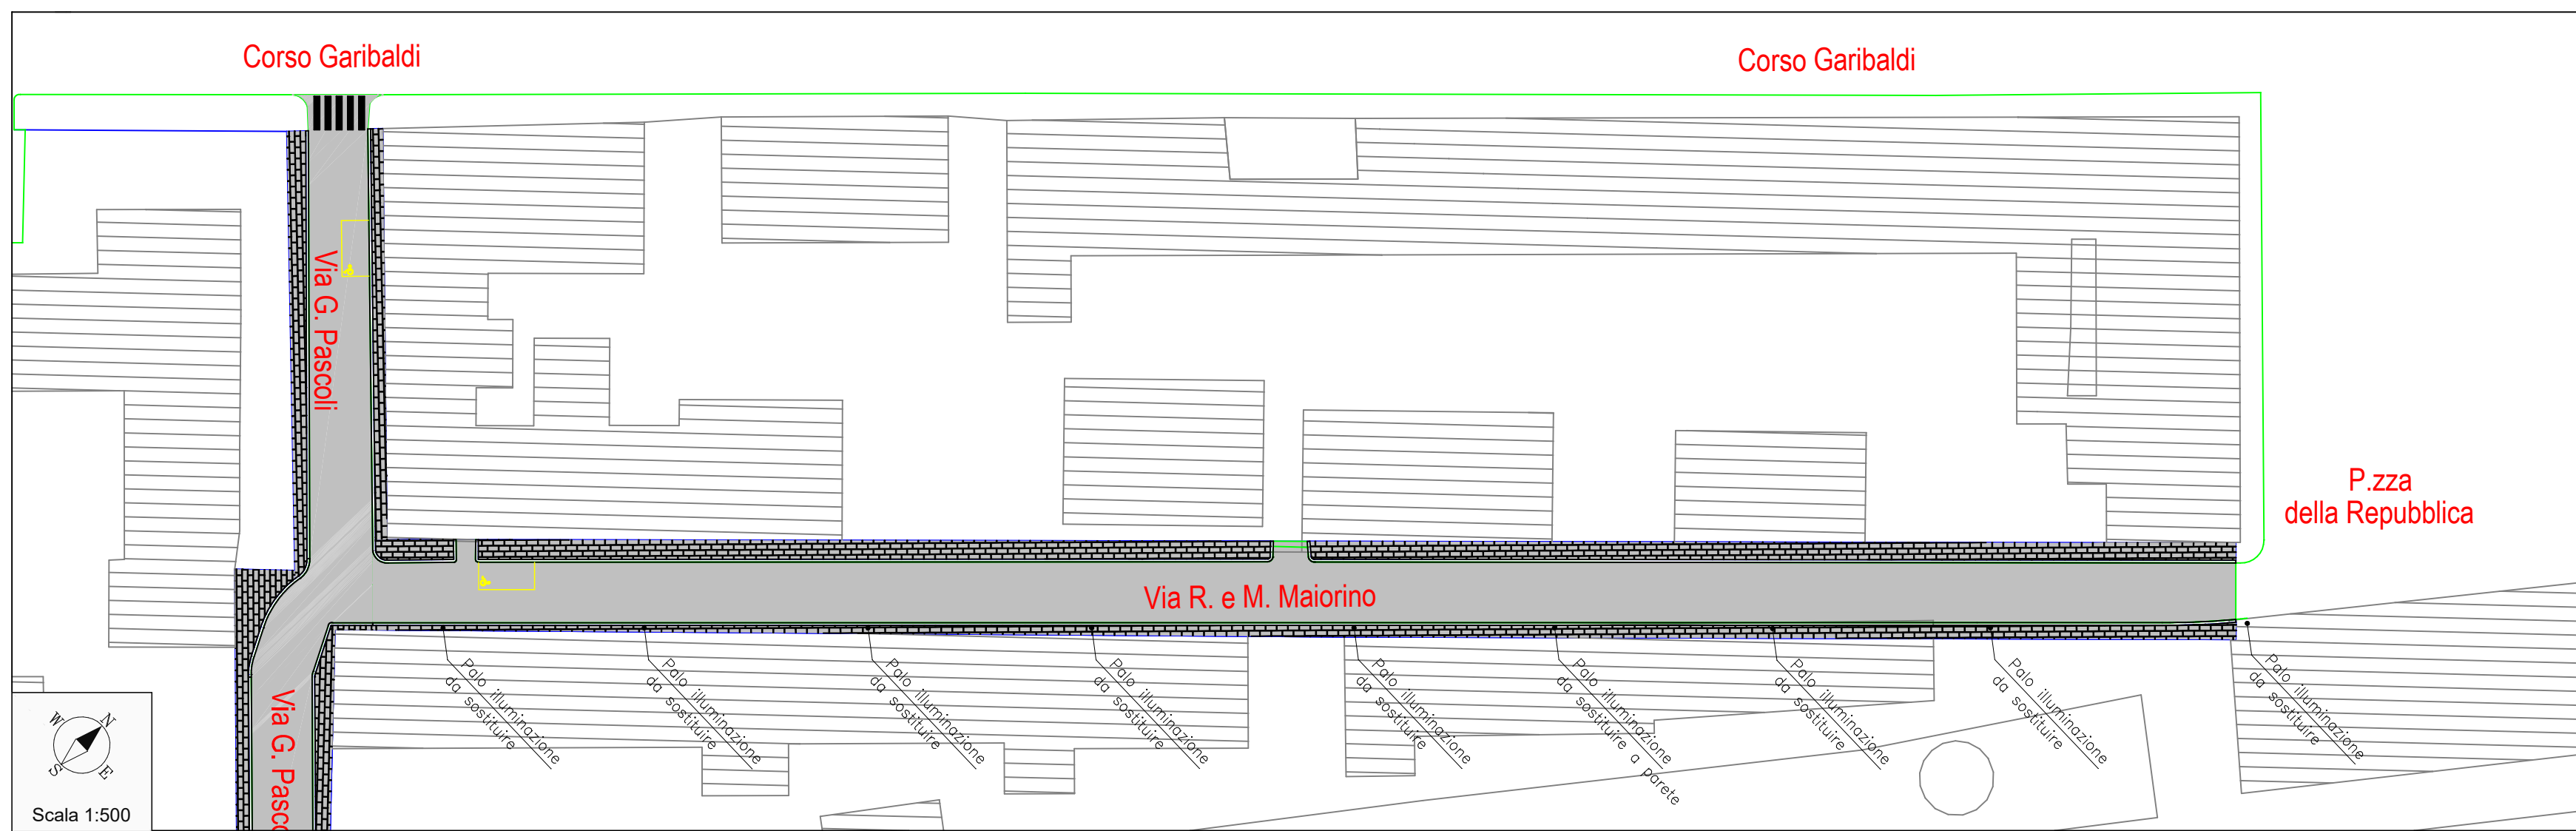 Corso Garibaldi
Corso Garibaldi
Via G. Pascoli
P.zza
della Repubblica
Via R. e M. Maiorino
Palo illuminazione
da sostituire
Palo illuminazione
da sostituire
Palo illuminazione
da sostituire
Palo illuminazione
da sostituire
Palo illuminazione
da sostituire
Palo illuminazione
da sostituire a parete
Palo illuminazione
da sostituire
Palo illuminazione
da sostituire
Palo illuminazione
da sostituire
Via G. Pasco
W
N
S
E
Scala 1:500